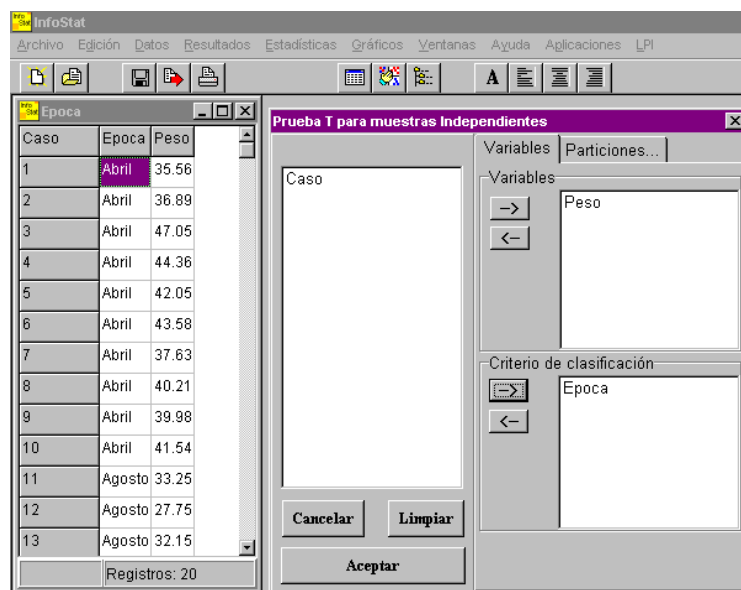 InfoStat
Archivo Edición Datos Resultados Estadísticas Gráficos Ventanas Ayuda Aplicaciones LPI
A
Epoca
Caso Epoca Peso
1 Abril 35.56
2 Abril 36.89
3 Abril 47.05
4 Abril 44.36
5 Abril 42.05
6 Abril 43.58
7 Abril 37.63
8 Abril 40.21
9 Abril 39.98
10 Abril 41.54
11 Agosto 33.25
12 Agosto 27.75
13 Agosto 32.15
Registros: 20
Prueba T para muestras Independientes
Caso
Cancelar Limpiar
Aceptar
Variables Particiones...
Variables
-->
<--
Peso
Criterio de clasificación
-->
<--
Epoca